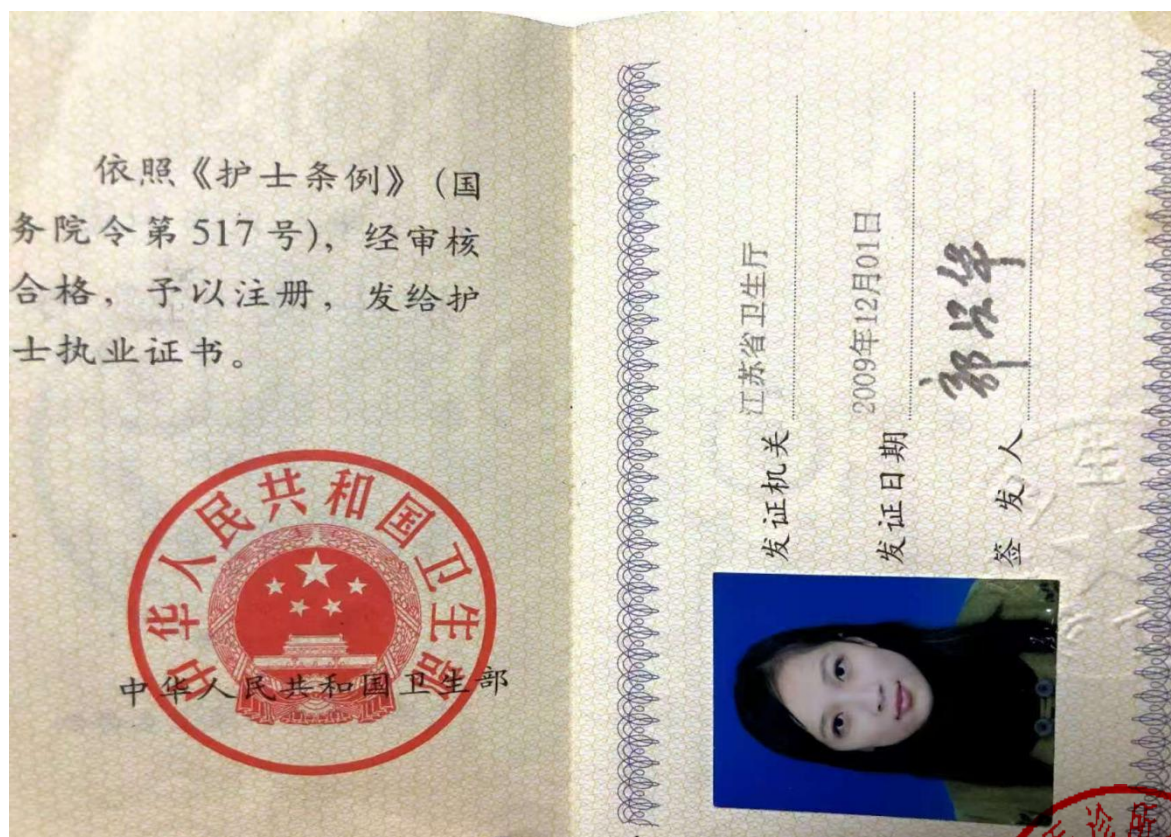 依照《护士条例》(国
务院令第 517 号),经审核
合格,予以注册,发给护
士执业证书。
中华人民共和国卫生部
中华人民共和国卫生部
发证机关 江苏省卫生厅
发证日期 2009年12月01日
签发人
诊所